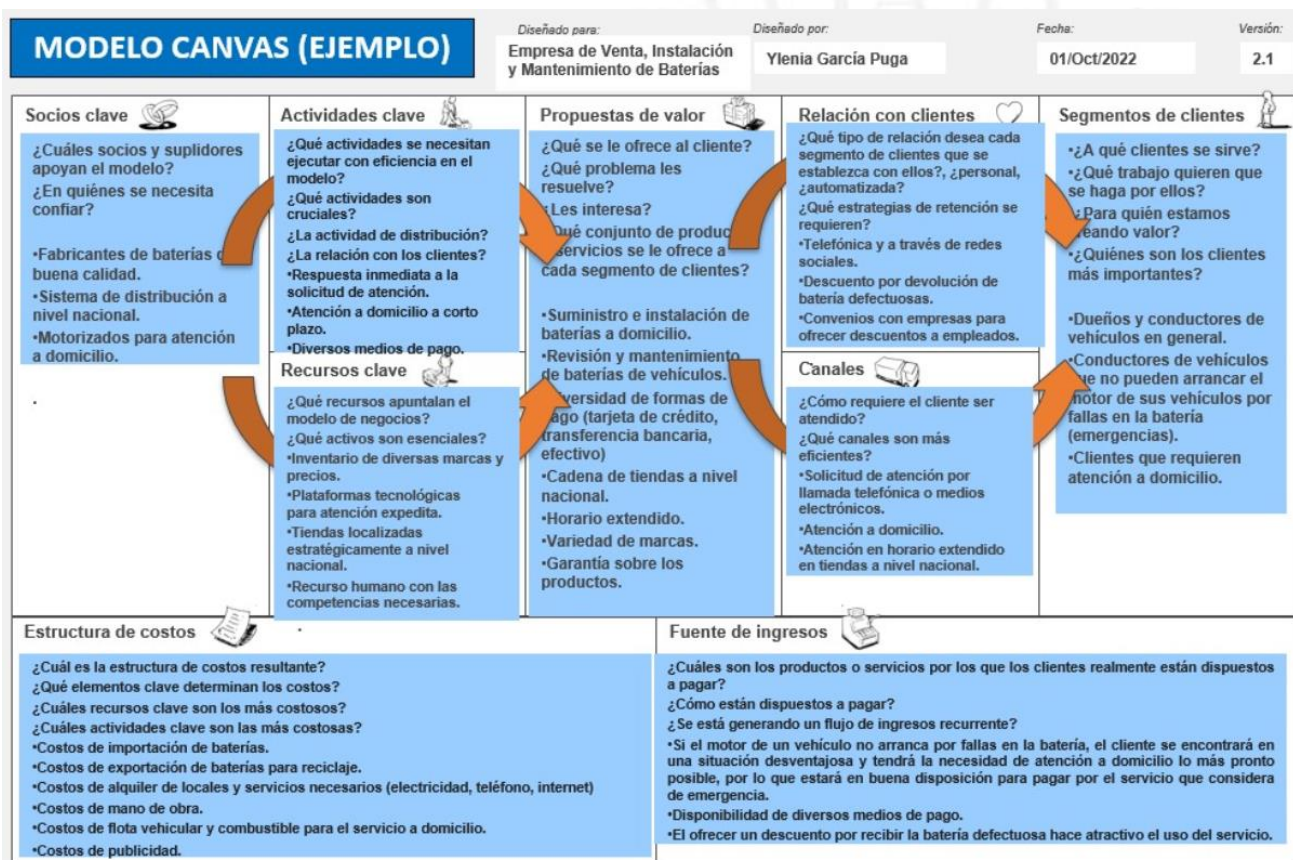 MODELO CANVAS (EJEMPLO)
Diseñado para:
Empresa de Venta, Instalación
y Mantenimiento de Baterías
Diseñado por:
Ylenia García Puga
Fecha:
01/Oct/2022
Versión:
2.1
Socios clave
¿Cuáles socios y suplidores
apoyan el modelo?
¿En quiénes se necesita
confiar?
•Fabricantes de baterías
buena calidad.
•Sistema de distribución a
nivel nacional.
•Motorizados para atención
a domicilio.
Actividades clave
¿Qué actividades se necesitan
ejecutar con eficiencia en el
modelo?
¿Qué actividades son
cruciales?
¿La actividad de distribución?
¿La relación con los clientes?
•Respuesta inmediata a la
solicitud de atención.
•Atención a domicilio a corto
plazo.
•Diversos medios de pago.
Recursos clave
¿Qué recursos apuntalan el
modelo de negocios?
¿Qué activos son esenciales?
•Inventario de diversas marcas y
precios.
•Plataformas tecnológicas
para atención expedita.
•Tiendas localizadas
estratégicamente a nivel
nacional.
•Recurso humano con las
competencias necesarias.
Propuestas de valor
¿Qué se le ofrece al cliente?
¿Qué problema les
resuelve?
¿Les interesa?
¿Qué conjunto de
servicios se le ofrece a
cada segmento de clientes?
•Suministro e instalación de
baterías a domicilio.
•Revisión y mantenimiento
de baterías de vehículos.
formas de
(tarjeta de crédito,
transferencia bancaria,
efectivo)
•Cadena de tiendas a nivel
nacional.
•Horario extendido.
•Variedad de marcas.
•Garantía sobre los
productos.
Relación con clientes
¿Qué tipo de relación desea cada
segmento de clientes que se
establezca con ellos?, ¿personal,
¿automatizada?
¿Qué estrategias de retención se
requieren?
•Telefónica y a través de redes
sociales.
•Descuento por devolución de
batería defectuosas.
•Convenios con empresas para
ofrecer descuentos a empleados.
Canales
¿Cómo requiere el cliente ser
atendido?
¿Qué canales son más
eficientes?
•Solicitud de atención por
llamada telefónica o medios
electrónicos.
•Atención a domicilio.
•Atención en horario extendido
en tiendas a nivel nacional.
Segmentos de clientes
•¿A qué clientes se sirve?
•¿Qué trabajo quieren que
se haga por ellos?
¿Para quién estamos
valor?
•¿Quiénes son los clientes
más importantes?
•Dueños y conductores de
vehículos en general.
•Conductores de vehículos
no pueden arrancar el
motor de sus vehículos por
fallas en la batería
(emergencias).
•Clientes que requieren
atención a domicilio.
Estructura de costos
¿Cuál es la estructura de costos resultante?
¿Qué elementos clave determinan los costos?
¿Cuáles recursos clave son los más costosos?
¿Cuáles actividades clave son las más costosas?
•Costos de importación de baterías.
•Costos de exportación de baterías para reciclaje.
•Costos de alquiler de locales y servicios necesarios (electricidad, teléfono, internet)
•Costos de mano de obra.
•Costos de flota vehicular y combustible para el servicio a domicilio.
•Costos de publicidad.
Fuente de ingresos
¿Cuáles son los productos o servicios por los que los clientes realmente están dispuestos
a pagar?
¿Cómo están dispuestos a pagar?
¿Se está generando un flujo de ingresos recurrente?
•Si el motor de un vehículo no arranca por fallas en la batería, el cliente se encontrará en
una situación desventajosa y tendrá la necesidad de atención a domicilio lo más pronto
posible, por lo que estará en buena disposición para pagar por el servicio que considera
de emergencia.
•Disponibilidad de diversos medios de pago.
•El ofrecer un descuento por recibir la batería defectuosa hace atractivo el uso del servicio.